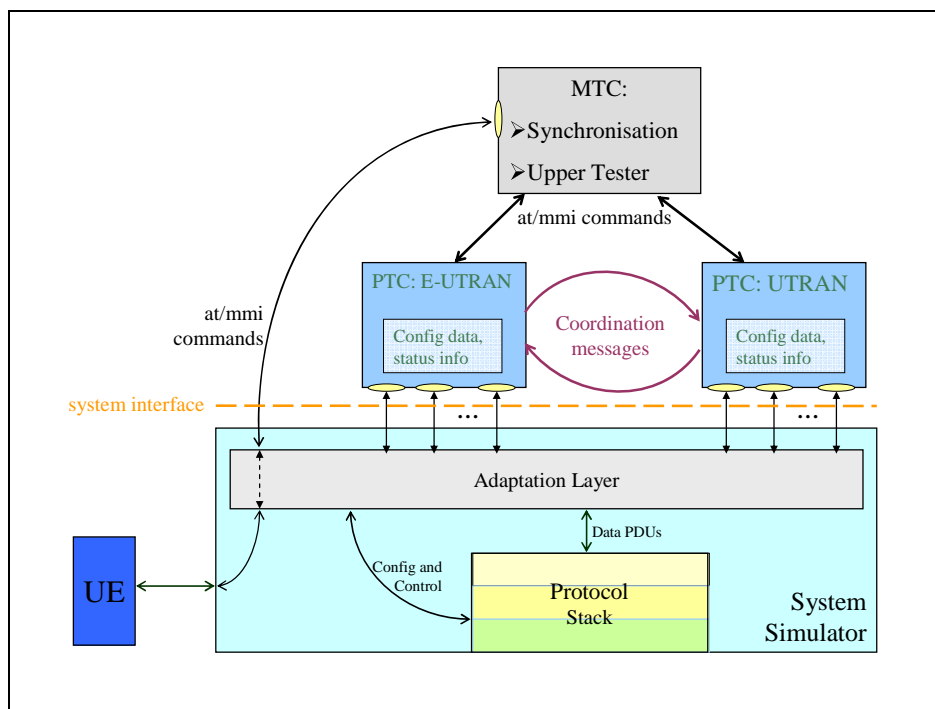 MTC:
➢Synchronisation
➢Upper Tester
at/mmi commands
PTC: E-UTRAN
PTC: UTRAN
Config data,
status info
Coordination
messages
Config data,
status info
at/mmi
commands
system interface
...
...
Adaptation Layer
Data PDUs
Config and
Control
UE
Protocol
Stack
System
Simulator